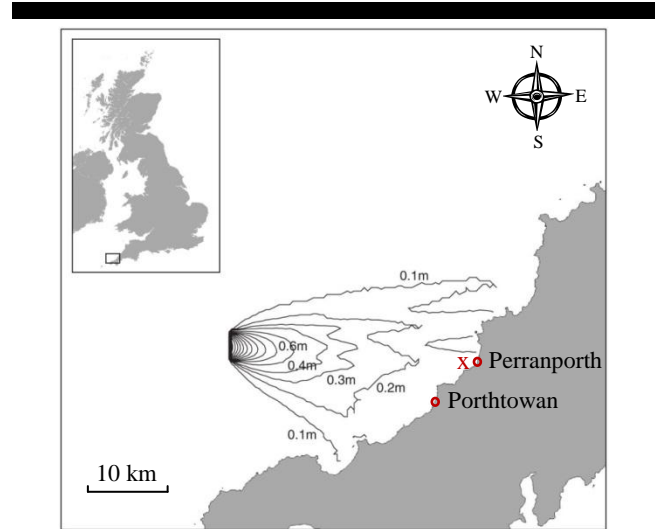 N
W E
S
0.1m
0.6m
0.4m
0.3m
0.2m
0.1m
x Perranporth
Porthtowan
10 km